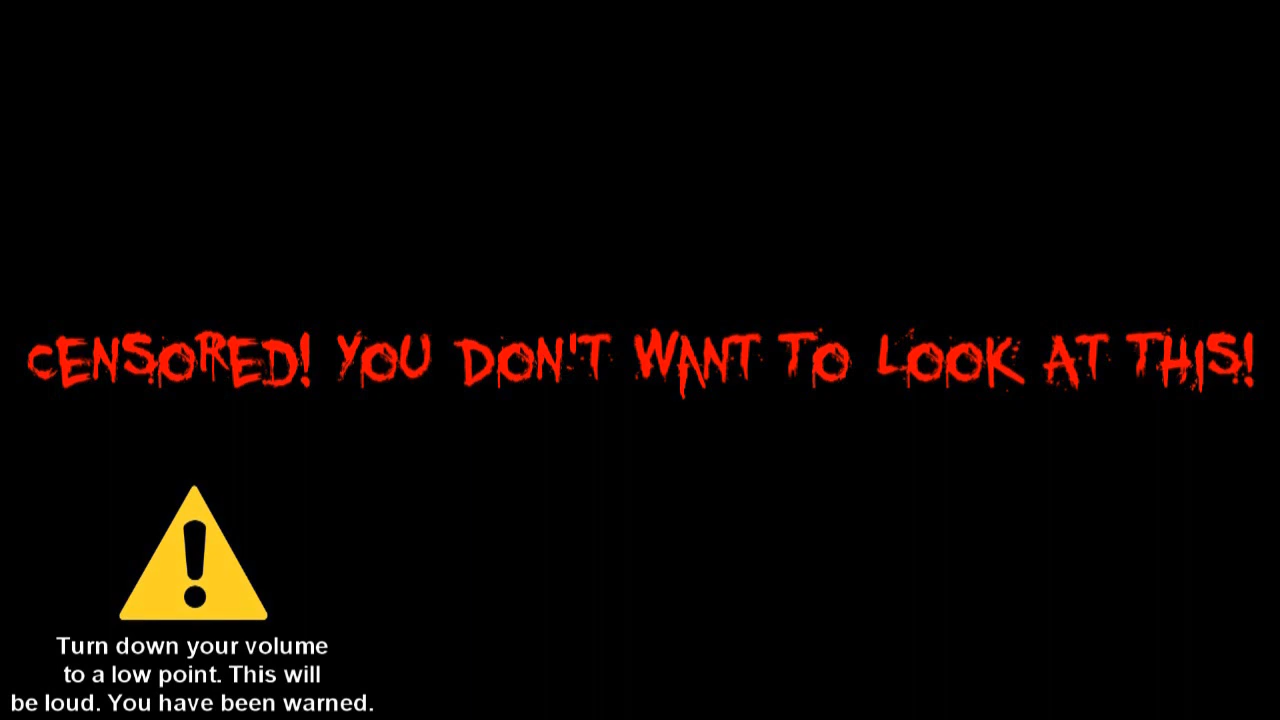 CENSORED! YOU DON'T WANT TO LOOK AT THIS!
Turn down your volume
to a low point. This will
be loud. You have been warned.